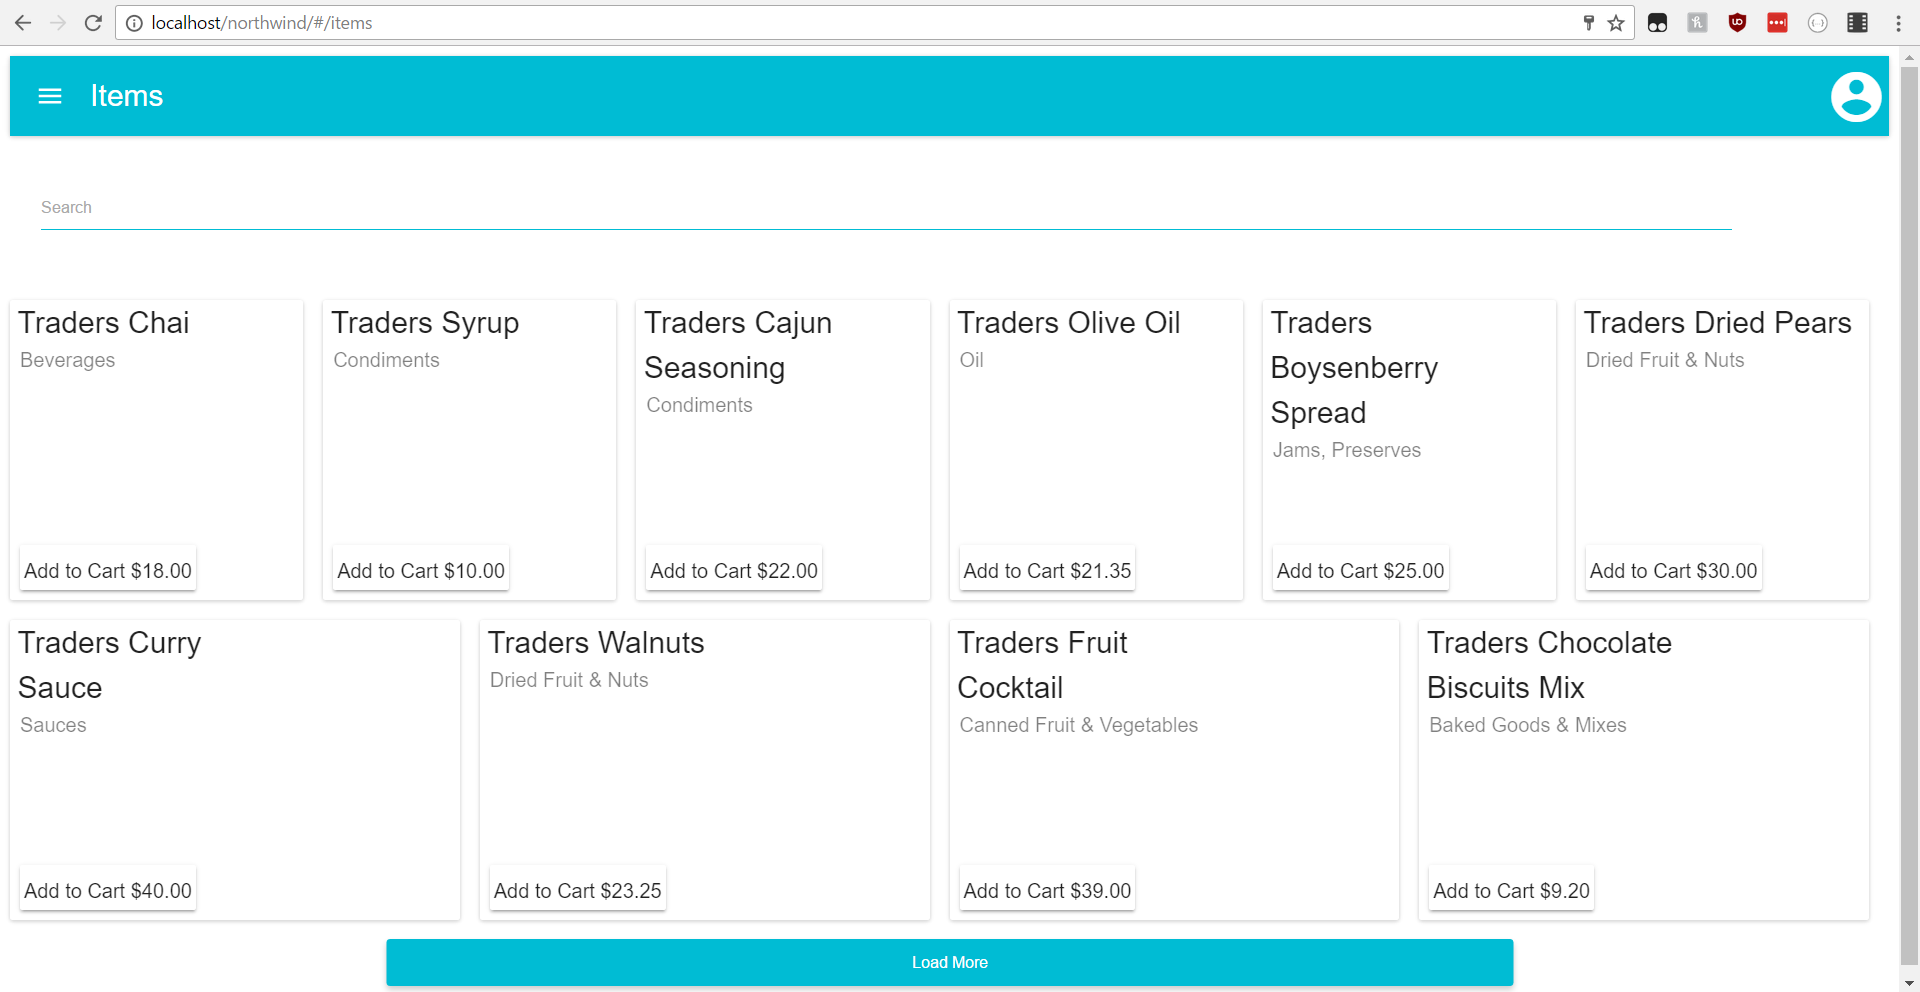 localhost/northwind/#/items
Items
Search
Traders Chai
Beverages
Add to Cart $18.00
Traders Syrup
Condiments
Add to Cart $10.00
Traders Cajun
Seasoning
Condiments
Add to Cart $22.00
Traders Olive Oil
Oil
Add to Cart $21.35
Traders
Boysenberry
Spread
Jams, Preserves
Add to Cart $25.00
Traders Dried Pears
Dried Fruit & Nuts
Add to Cart $30.00
Traders Curry
Sauce
Sauces
Add to Cart $40.00
Traders Walnuts
Dried Fruit & Nuts
Add to Cart $23.25
Traders Fruit
Cocktail
Canned Fruit & Vegetables
Add to Cart $39.00
Traders Chocolate
Biscuits Mix
Baked Goods & Mixes
Add to Cart $9.20
Load More